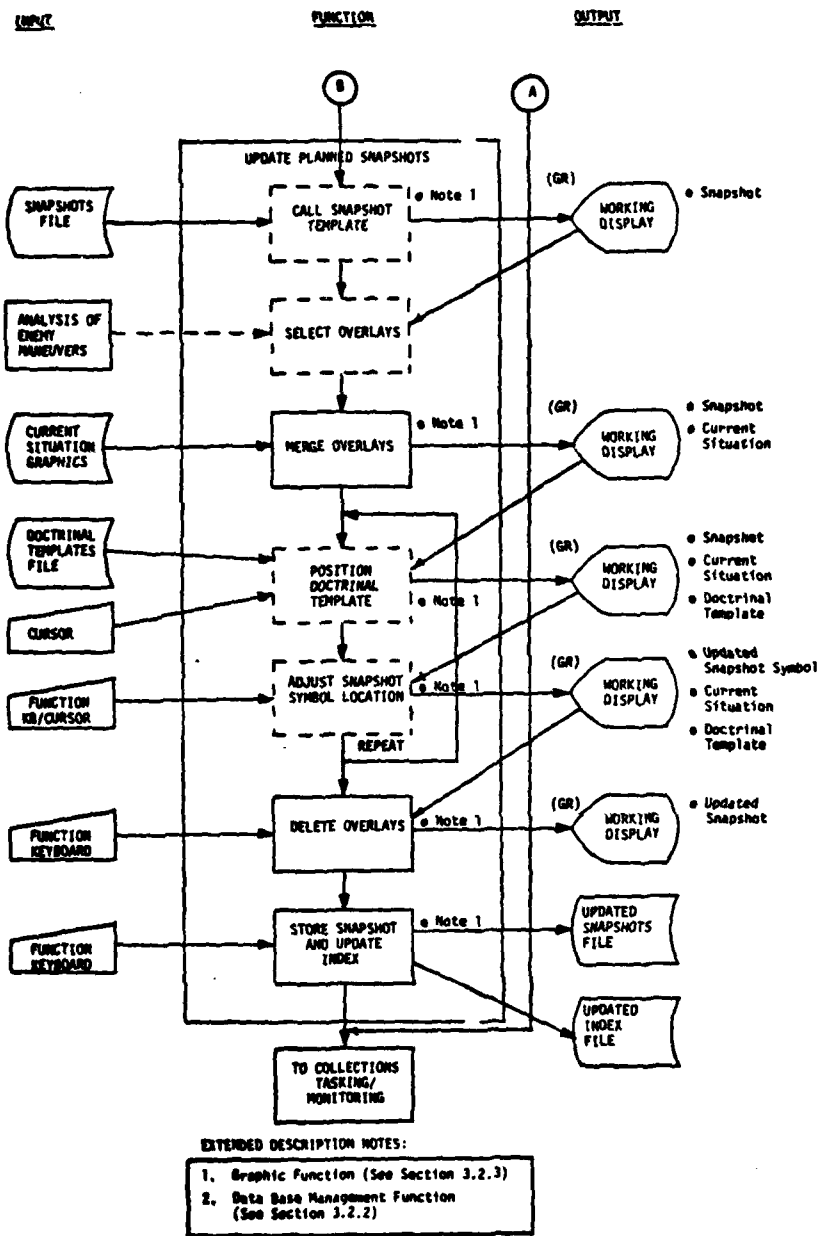 INPUT
FUNCTION
OUTPUT
B
A
UPDATE PLANNED SNAPSHOTS
SNAPSHOTS
FILE
CALL SNAPSHOT
TEMPLATE
• Note 1
(GR)
WORKING
DISPLAY
• Snapshot
ANALYSIS OF
ENEMY
MANEUVERS
SELECT OVERLAYS
CURRENT
SITUATION
GRAPHICS
MERGE OVERLAYS
• Note 1
(GR)
WORKING
DISPLAY
• Snapshot
• Current
Situation
DOCTRINAL
TEMPLATES
FILE
CURSOR
POSITION
DOCTRINAL
TEMPLATE
• Note 1
(GR)
WORKING
DISPLAY
• Snapshot
• Current
Situation
• Doctrinal
Template
FUNCTION
KB/CURSOR
ADJUST SNAPSHOT
SYMBOL LOCATION
• Note 1
REPEAT
(GR)
WORKING
DISPLAY
• Updated
Snapshot Symbol
• Current
Situation
• Doctrinal
Template
FUNCTION
KEYBOARD
DELETE OVERLAYS
• Note 1
(GR)
WORKING
DISPLAY
• Updated
Snapshot
FUNCTION
KEYBOARD
STORE SNAPSHOT
AND UPDATE
INDEX
• Note 1
UPDATED
SNAPSHOTS
FILE
UPDATED
INDEX
FILE
TO COLLECTIONS
TASKING/
MONITORING
EXTENDED DESCRIPTION NOTES:
1. Graphic Function (See Section 3.2.3)
2. Data Base Management Function
(See Section 3.2.2)